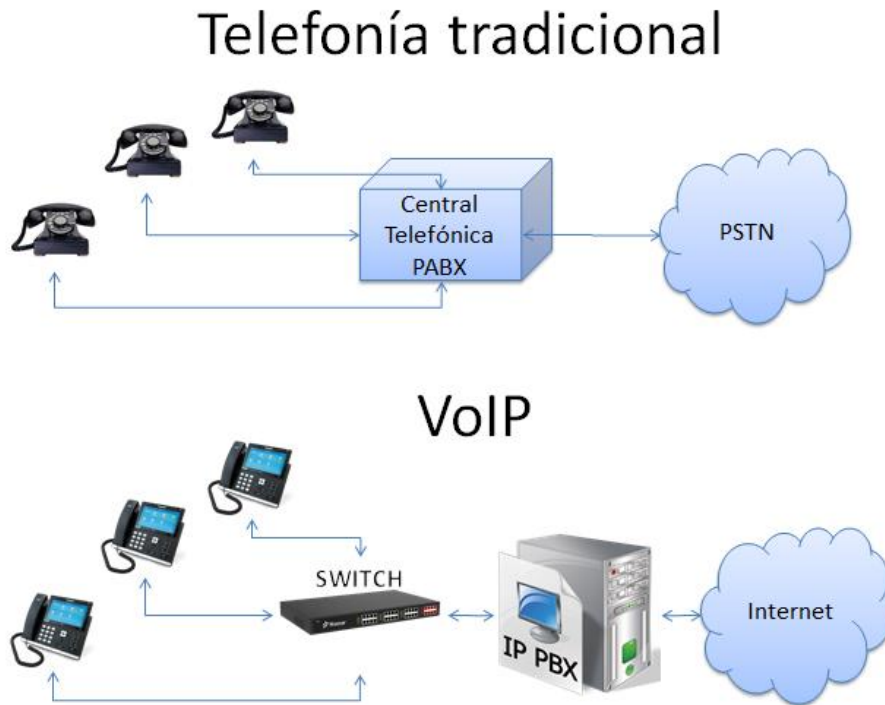 Telefonía tradicional
Central
Telefónica
PABX
PSTN
VoIP
SWITCH
IP PBX
Internet